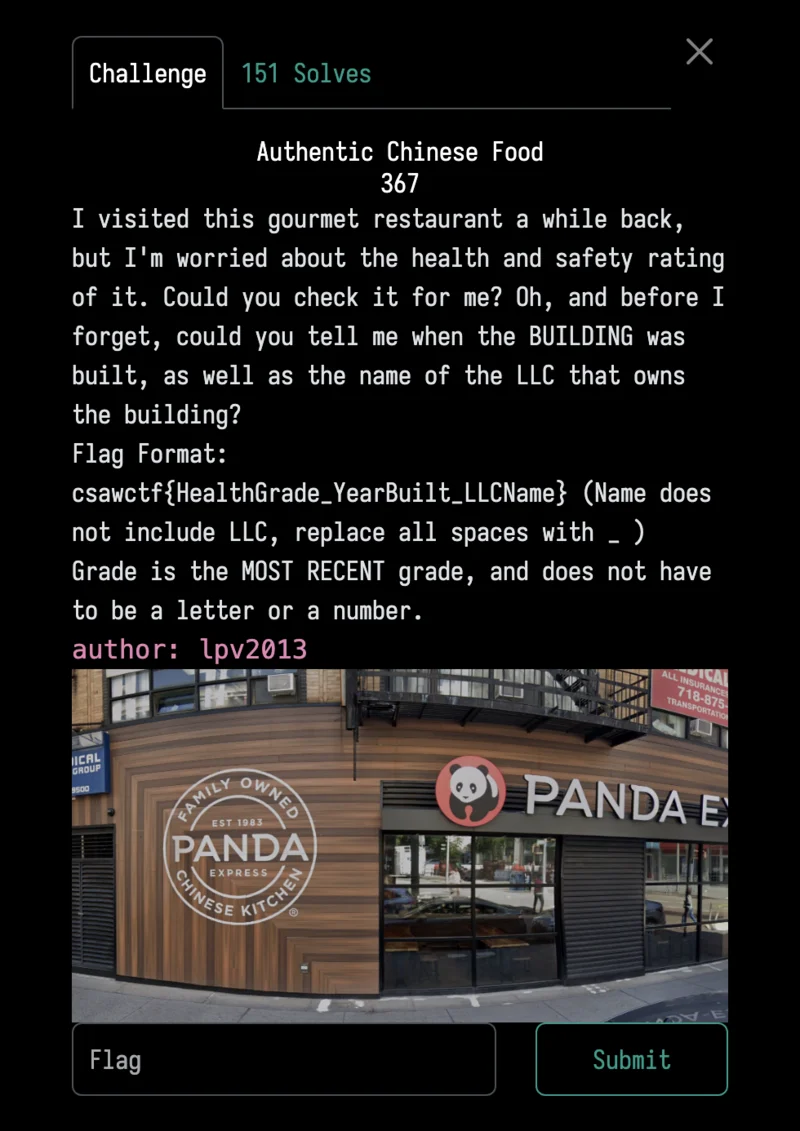 Challenge
151 Solves
Authentic Chinese Food
367
I visited this gourmet restaurant a while back,
but I'm worried about the health and safety rating
of it. Could you check it for me? Oh, and before I
forget, could you tell me when the BUILDING was
built, as well as the name of the LLC that owns
the building?
Flag Format:
csawctf{HealthGrade_YearBuilt_LLCName} (Name does
not include LLC, replace all spaces with _ )
Grade is the MOST RECENT grade, and does not have
to be a letter or a number.
author: lpv2013
DICAL
ALL INSURANCE
718-875-
TRANSPORTATIO
ICAL
GROUP
9500
FAMILY OWNED
EST 1983
PANDA
EXPRESS
CHINESE KITCHEN
®
PANDA EX
Flag
Submit